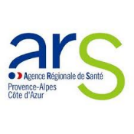 ars
Agence Régionale de Santé
Provence-Alpes
Côte d'Azur